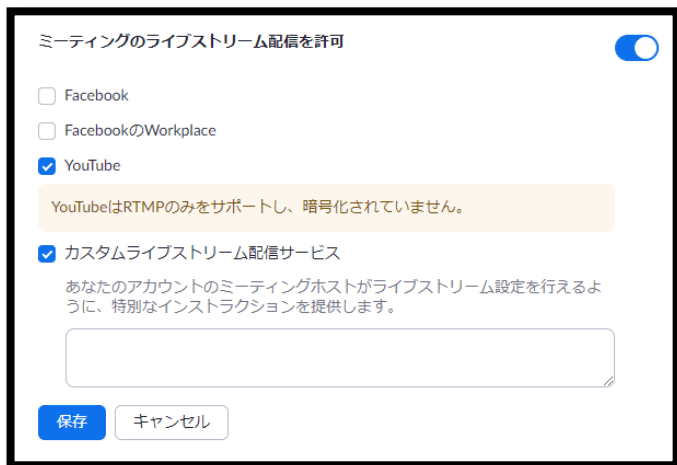 ミーティングのライブストリーム配信を許可
Facebook
FacebookのWorkplace
YouTube
YouTubeはRTMPのみをサポートし、暗号化されていません。
カスタムライブストリーム配信サービス
あなたのアカウントのミーティングホストがライブストリーム設定を行えるよ
うに、特別なインストラクションを提供します。
保存 キャンセル